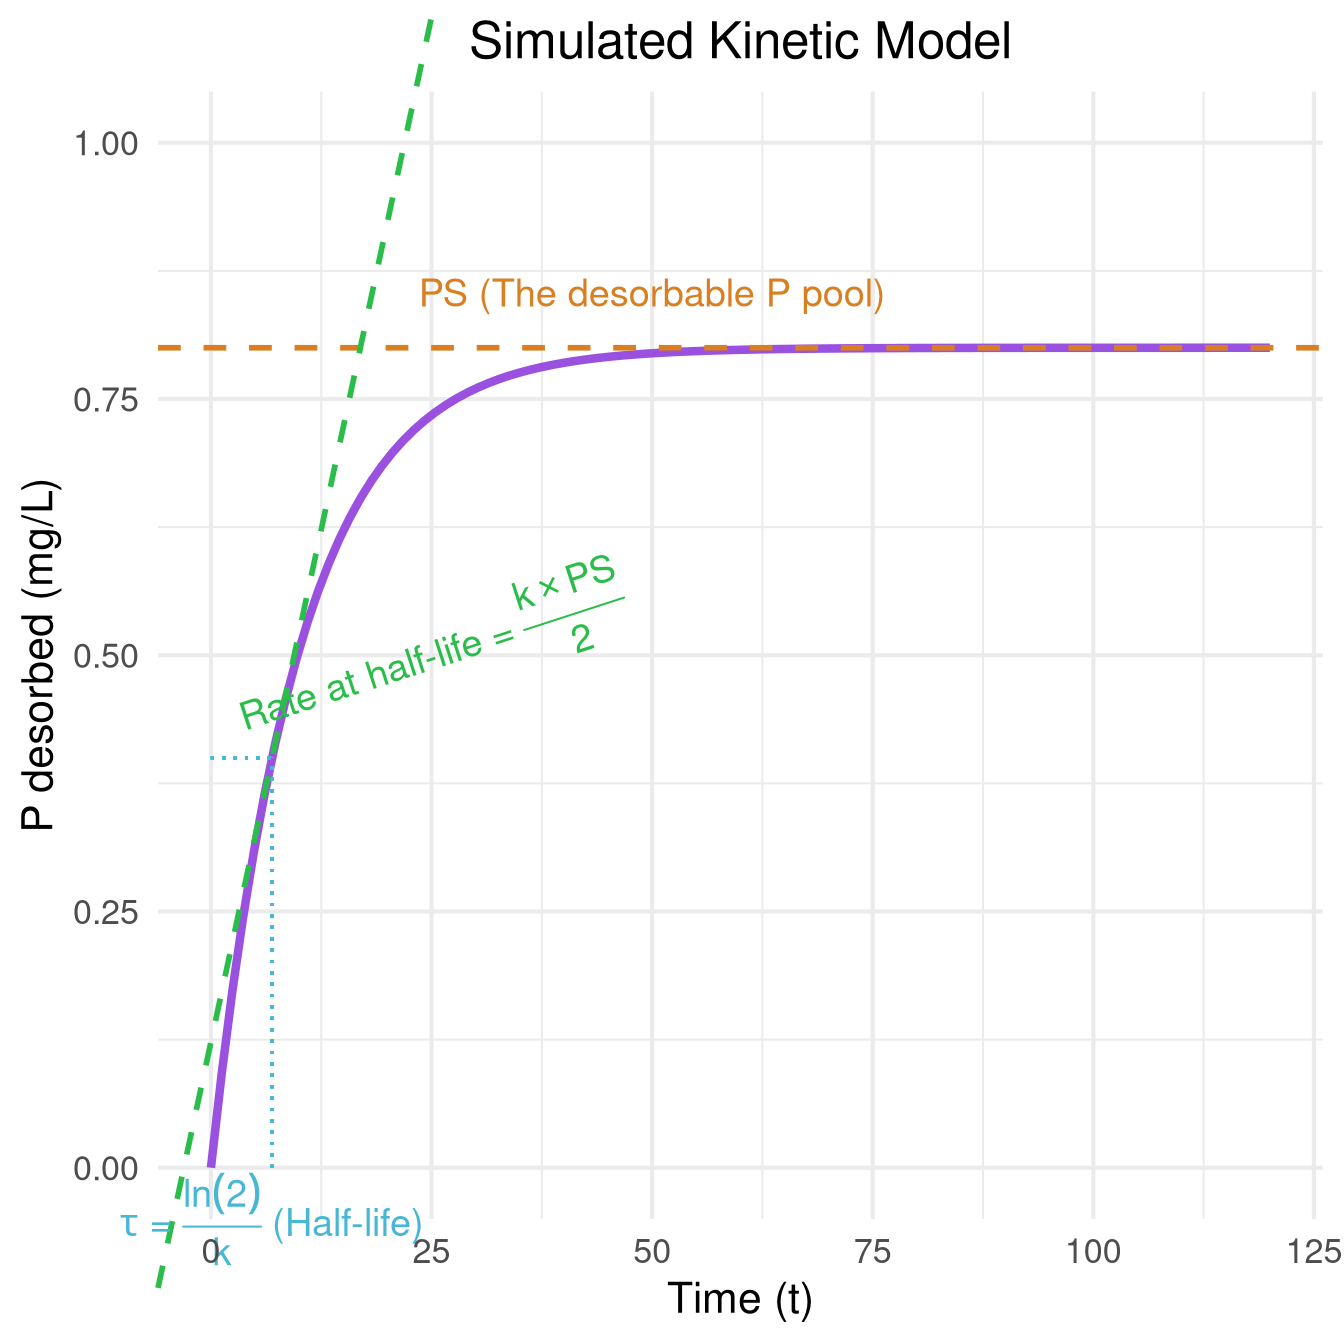 Simulated Kinetic Model
1.00
PS (The desorbable P pool)
0.75
Rate at half-life = k × PS / 2
0.50
P desorbed (mg/L)
0.25
0.00
τ = ln(2) / k (Half-life)
0 25 50 75 100 125
Time (t)